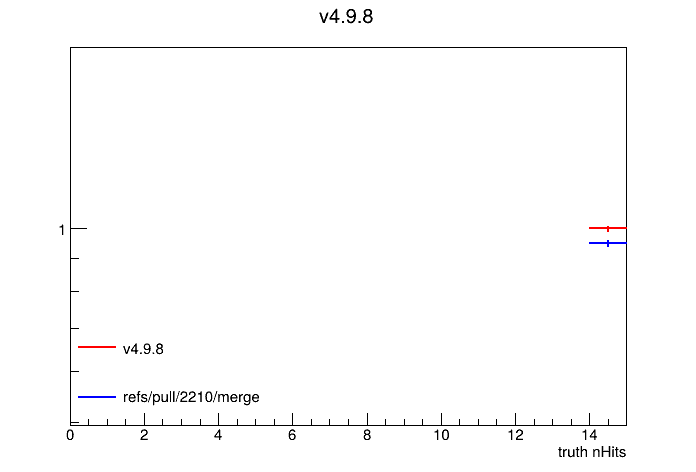 v4.9.8
1
v4.9.8
refs/pull/2210/merge
0 2 4 6 8 10 12 14
truth nHits